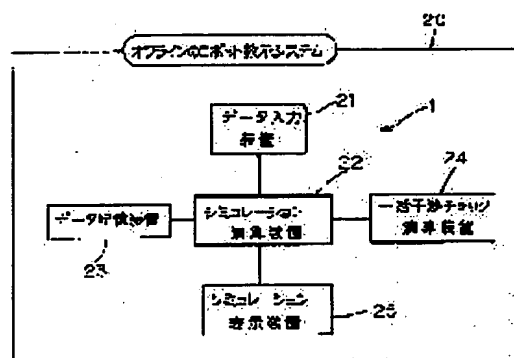 20
オフラインのロボット教示システム
21
データ入力
装置
1
22
24
シミュレーション
演算装置
データ記憶装置
23
一括干渉チェック
演算装置
シミュレーション
表示装置
25